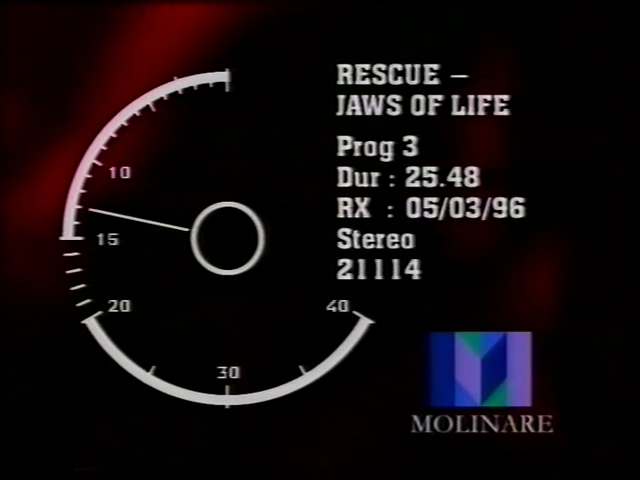 RESCUE –
JAWS OF LIFE
Prog 3
Dur : 25.48
RX : 05/03/96
Stereo
21114
10
15
20
30
40
MOLINARE